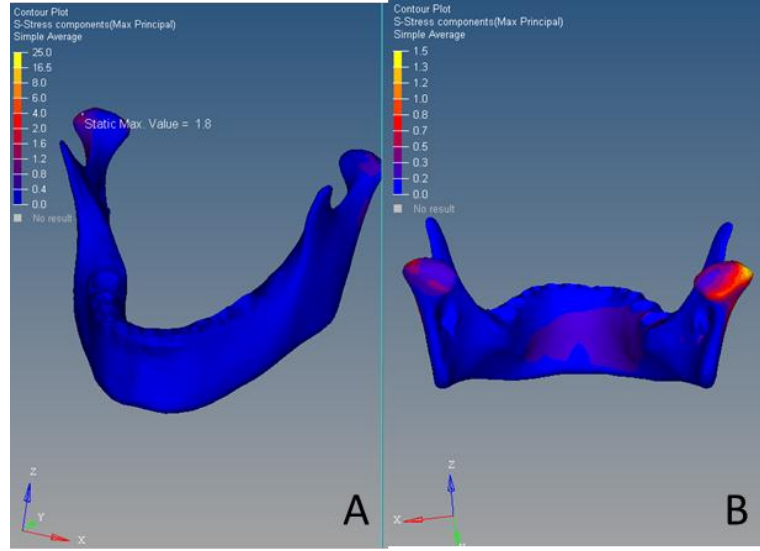 Contour Plot
S-Stress components(Max Principal)
Simple Average
25.0
16.5
8.0
6.0
4.0
2.0
1.6
1.2
0.8
0.4
0.0
No result
Static Max. Value = 1.8
Z
Y
X
A
Contour Plot
S-Stress components(Max Principal)
Simple Average
1.5
1.3
1.2
1.0
0.8
0.7
0.5
0.3
0.2
0.0
No result
Z
X
B